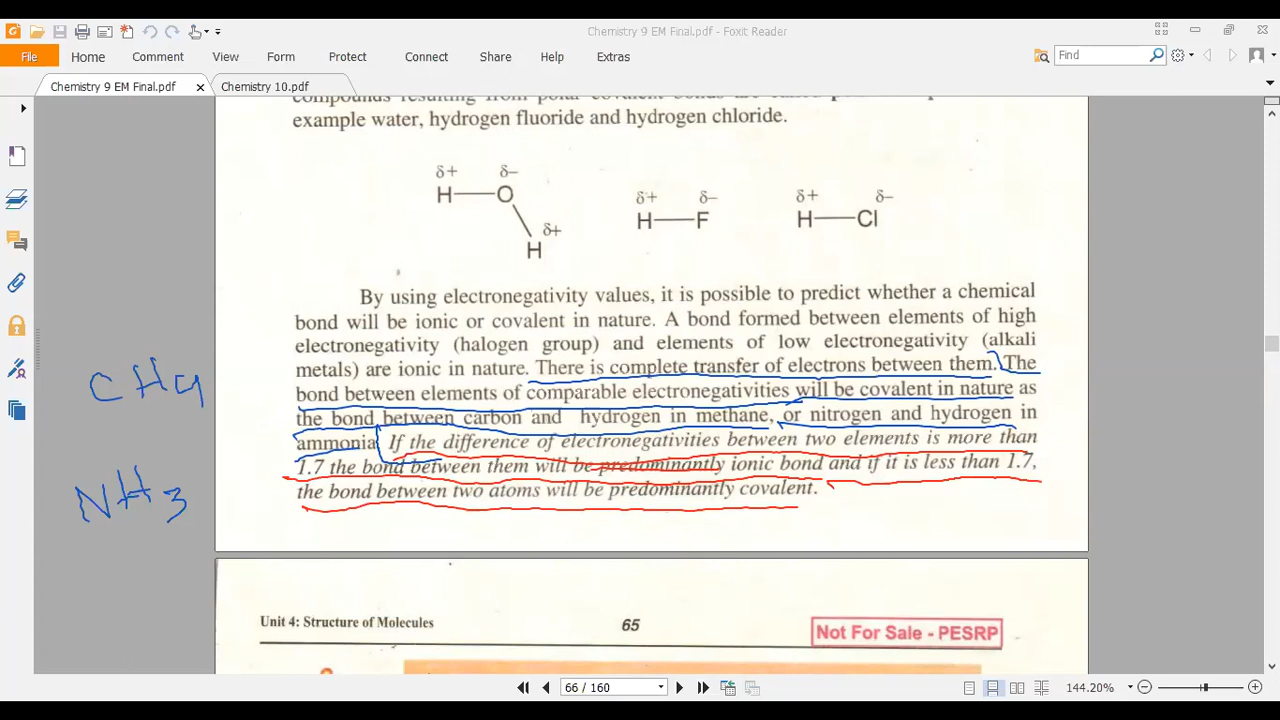 Chemistry 9 EM Final.pdf - Foxit Reader
File Home Comment View Form Protect Connect Share Help Extras
Find
Chemistry 9 EM Final.pdf
Chemistry 10.pdf
example water, hydrogen fluoride and hydrogen chloride.
δ+ δ–
H O
δ+
H
δ+ δ–
H F
δ+ δ–
H Cl
By using electronegativity values, it is possible to predict whether a chemical
bond will be ionic or covalent in nature. A bond formed between elements of high
electronegativity (halogen group) and elements of low electronegativity (alkali
metals) are ionic in nature. There is complete transfer of electrons between them. The
bond between elements of comparable electronegativities will be covalent in nature as
the bond between carbon and hydrogen in methane, or nitrogen and hydrogen in
ammonia If the difference of electronegativities between two elements is more than
1.7 the bond between them will be predominantly ionic bond and if it is less than 1.7,
the bond between two atoms will be predominantly covalent.
CH4
NH3
Unit 4: Structure of Molecules
65
Not For Sale - PESRP
66 / 160
144.20%